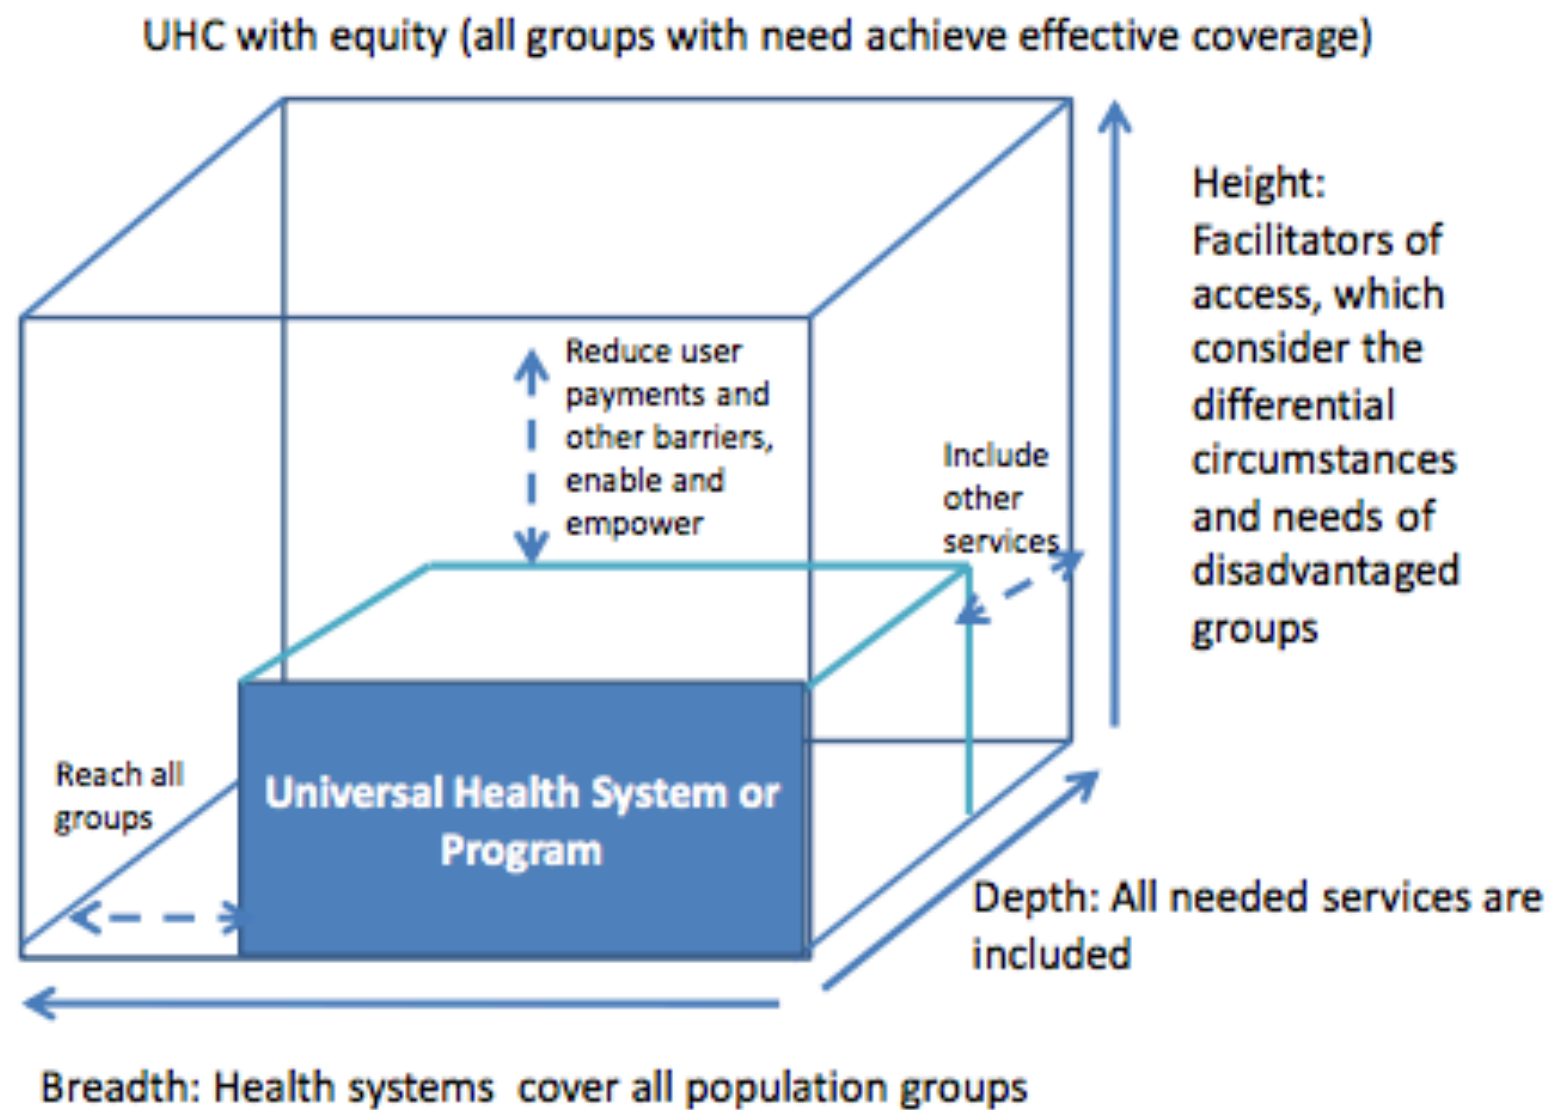 UHC with equity (all groups with need achieve effective coverage)
Height:
Facilitators of
access, which
consider the
differential
circumstances
and needs of
disadvantaged
groups
Reduce user
payments and
other barriers,
enable and
empower
Include
other
services
Reach all
groups
Universal Health System or
Program
Depth: All needed services are
included
Breadth: Health systems cover all population groups